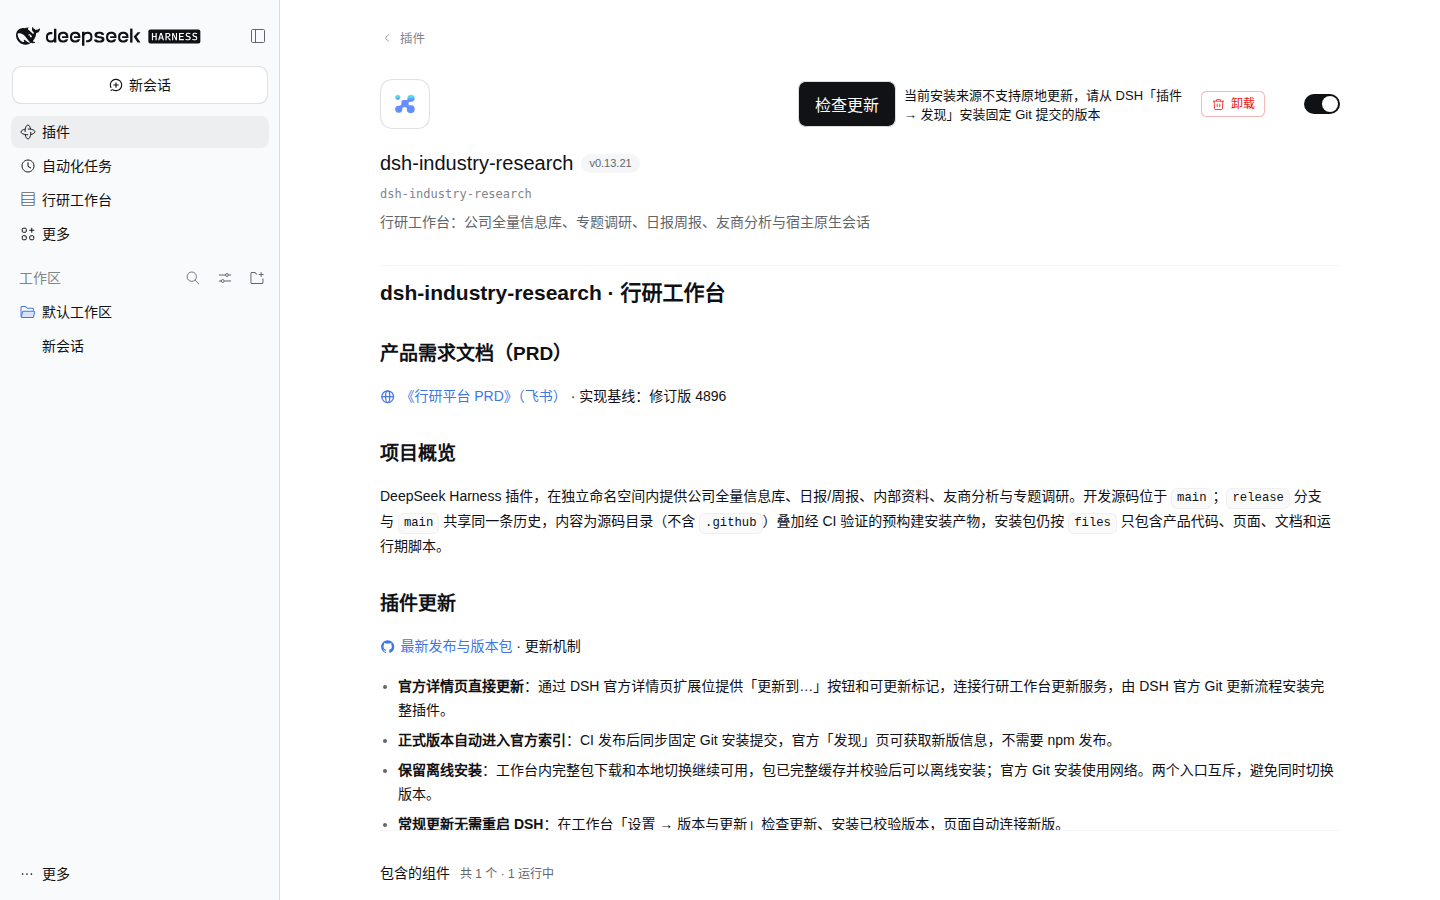 deepseek HARNESS
新会话
插件
自动化任务
行研工作台
更多
工作区
默认工作区
新会话
更多
插件
检查更新
当前安装来源不支持原地更新，请从 DSH「插件
→ 发现」安装固定 Git 提交的版本
卸载
dsh-industry-research v0.13.21
dsh-industry-research
行研工作台：公司全量信息库、专题调研、日报周报、友商分析与宿主原生会话
dsh-industry-research · 行研工作台
产品需求文档（PRD）
《行研平台 PRD》（飞书） · 实现基线：修订版 4896
项目概览
DeepSeek Harness 插件，在独立命名空间内提供公司全量信息库、日报/周报、内部资料、友商分析与专题调研。开发源码位于 main ；release 分支
与 main 共享同一条历史，内容为源码目录（不含 .github ）叠加经 CI 验证的预构建安装产物，安装包仍按 files 只包含产品代码、页面、文档和运
行期脚本。
插件更新
最新发布与版本包 · 更新机制
• 官方详情页直接更新：通过 DSH 官方详情页扩展位提供「更新到…」按钮和可更新标记，连接行研工作台更新服务，由 DSH 官方 Git 更新流程安装完
整插件。
• 正式版本自动进入官方索引：CI 发布后同步固定 Git 安装提交，官方「发现」页可获取新版信息，不需要 npm 发布。
• 保留离线安装：工作台内完整包下载和本地切换继续可用，包已完整缓存并校验后可以离线安装；官方 Git 安装使用网络。两个入口互斥，避免同时切换
版本。
• 常规更新无需重启 DSH：在工作台「设置 → 版本与更新」检查更新、安装已校验版本，页面自动连接新版。
包含的组件 共 1 个 · 1 运行中